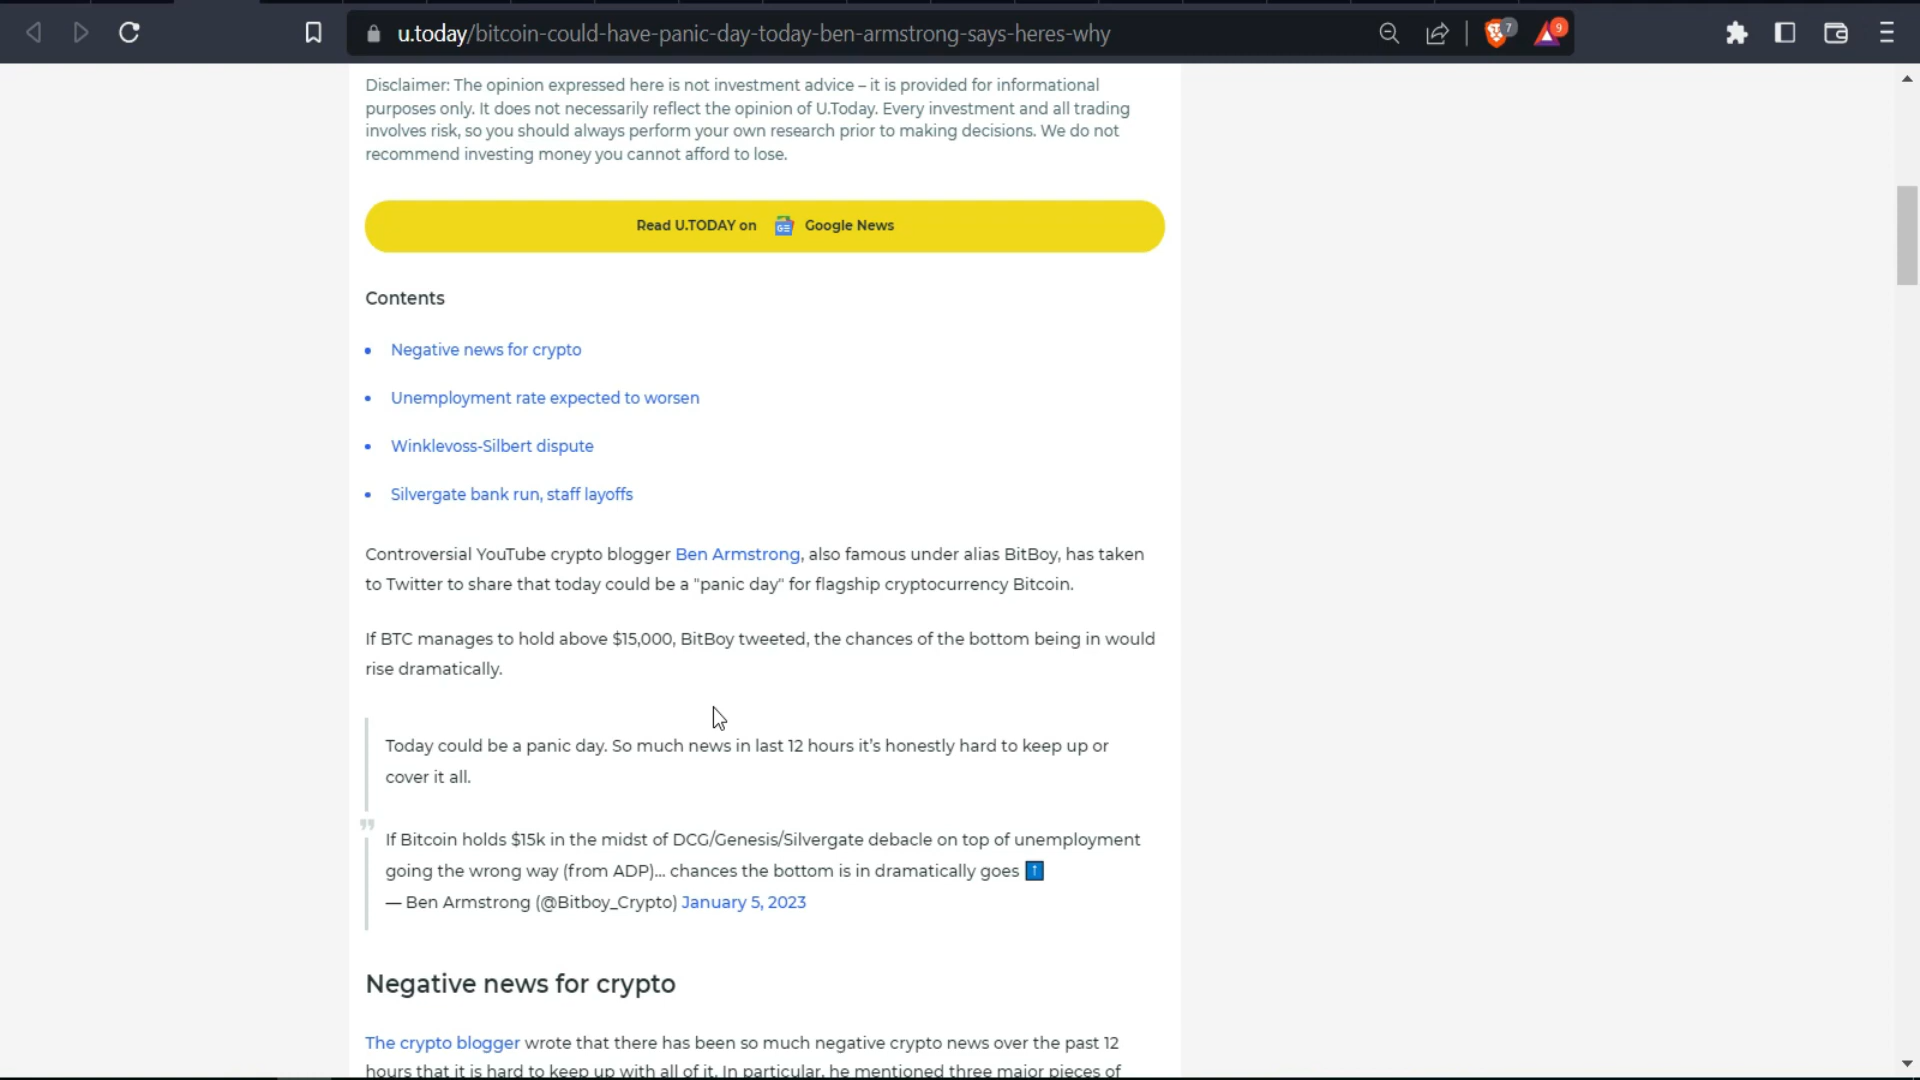 u.today/bitcoin-could-have-panic-day-today-ben-armstrong-says-heres-why
7
9
Disclaimer: The opinion expressed here is not investment advice – it is provided for informational
purposes only. It does not necessarily reflect the opinion of U.Today. Every investment and all trading
involves risk, so you should always perform your own research prior to making decisions. We do not
recommend investing money you cannot afford to lose.
Read U.TODAY on Google News
Contents
Negative news for crypto
Unemployment rate expected to worsen
Winklevoss-Silbert dispute
Silvergate bank run, staff layoffs
Controversial YouTube crypto blogger Ben Armstrong, also famous under alias BitBoy, has taken
to Twitter to share that today could be a "panic day" for flagship cryptocurrency Bitcoin.
If BTC manages to hold above $15,000, BitBoy tweeted, the chances of the bottom being in would
rise dramatically.
Today could be a panic day. So much news in last 12 hours it’s honestly hard to keep up or
cover it all.
If Bitcoin holds $15k in the midst of DCG/Genesis/Silvergate debacle on top of unemployment
going the wrong way (from ADP)... chances the bottom is in dramatically goes ⬆
— Ben Armstrong (@Bitboy_Crypto) January 5, 2023
Negative news for crypto
The crypto blogger wrote that there has been so much negative crypto news over the past 12
hours that it is hard to keep up with all of it. In particular, he mentioned three major pieces of